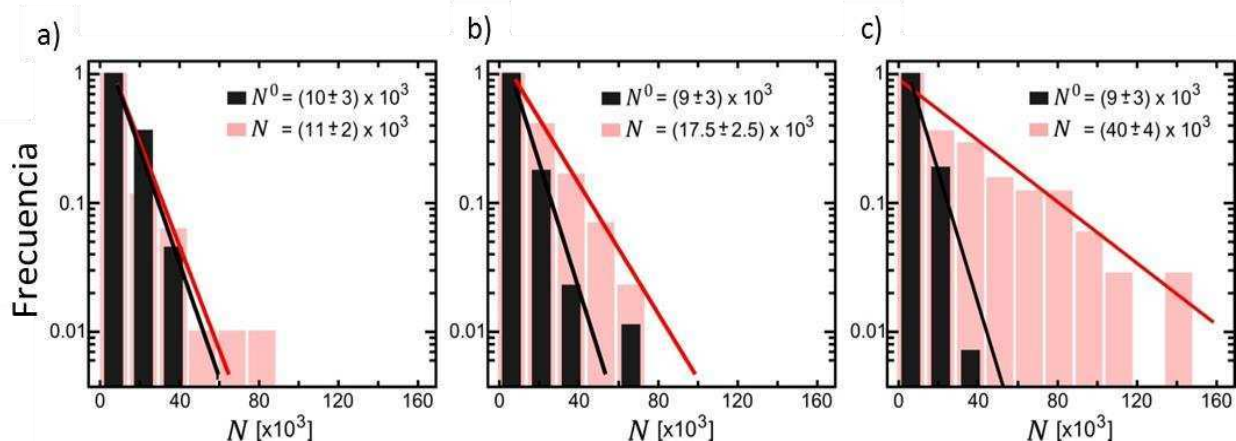 a)
b)
c)
Frecuencia
1
0.1
0.01
N⁰ = (10 ± 3) x 10³
N = (11 ± 2) x 10³
0 40 80 120 160
N [x10³]
1
0.1
0.01
N⁰ = (9 ± 3) x 10³
N = (17.5 ± 2.5) x 10³
0 40 80 120 160
N [x10³]
1
0.1
0.01
N⁰ = (9 ± 3) x 10³
N = (40 ± 4) x 10³
0 40 80 120 160
N [x10³]